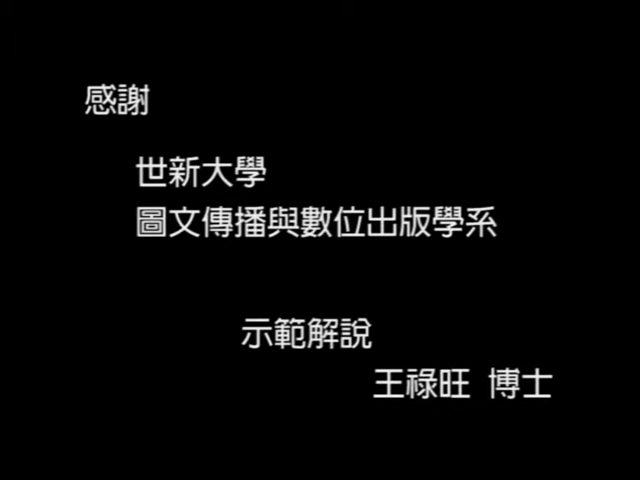 感謝
世新大學
圖文傳播與數位出版學系
示範解說
王祿旺 博士